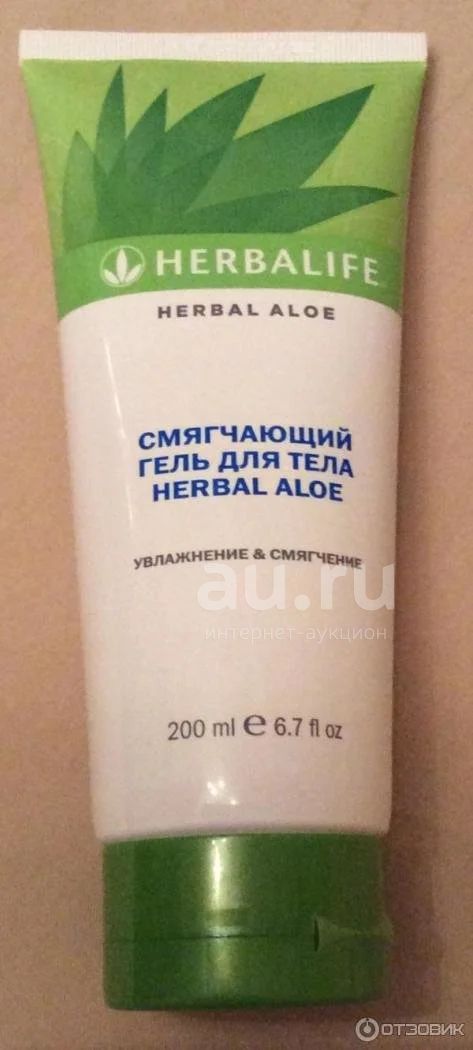 HERBALIFE
HERBAL ALOE
СМЯГЧАЮЩИЙ
ГЕЛЬ ДЛЯ ТЕЛА
HERBAL ALOE
УВЛАЖНЕНИЕ & СМЯГЧЕНИЕ
au.ru
интернет-аукцион
200 ml ℮ 6.7 fl oz
ОТЗОВИК